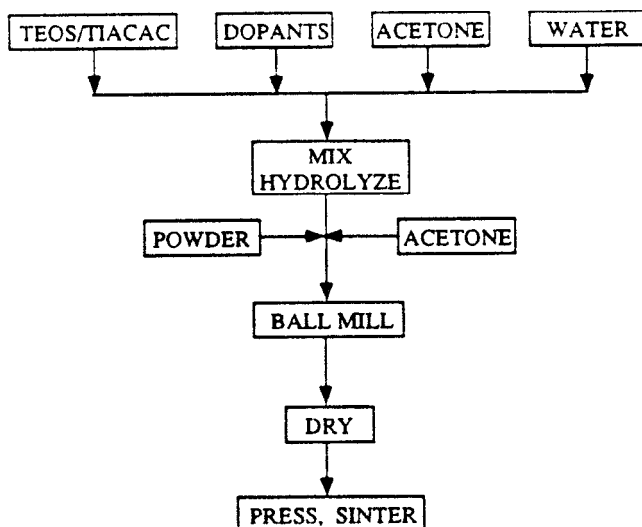 TEOS/TIACAC
DOPANTS
ACETONE
WATER
MIX
HYDROLYZE
POWDER
ACETONE
BALL MILL
DRY
PRESS, SINTER